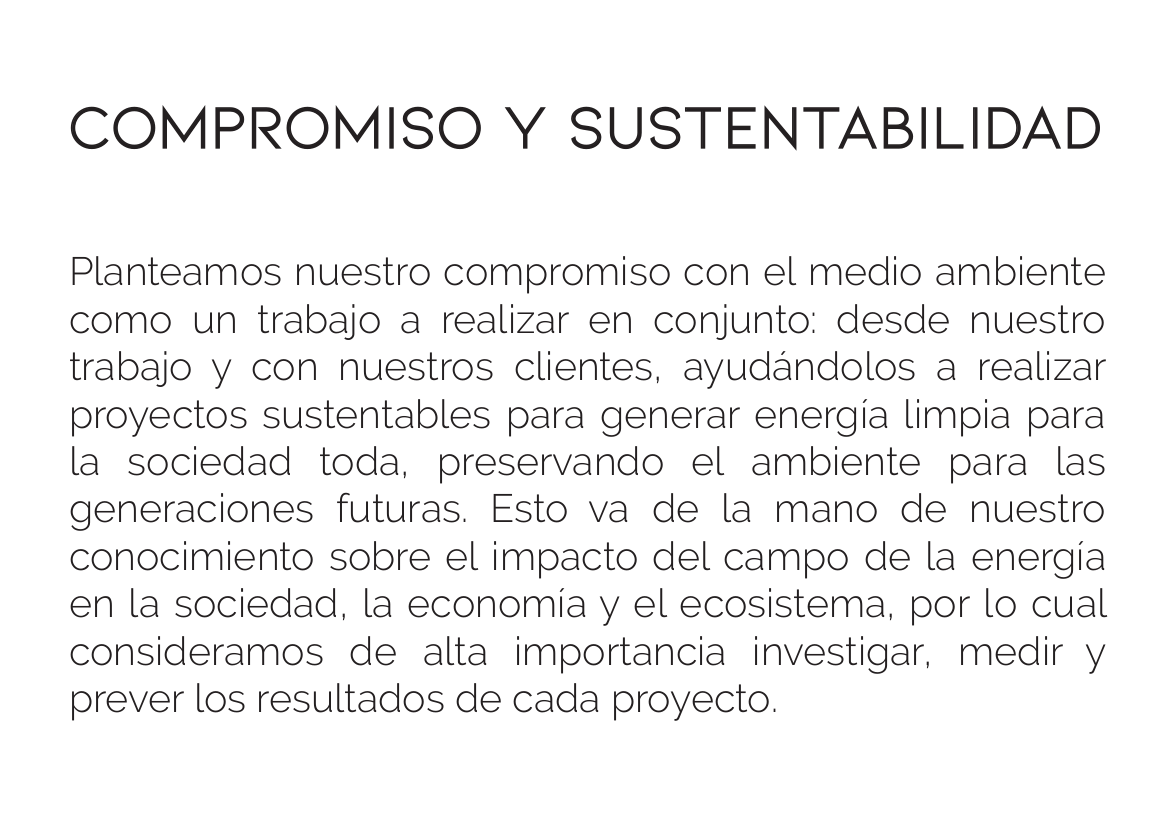 COMPROMISO Y SUSTENTABILIDAD
Planteamos nuestro compromiso con el medio ambiente
como un trabajo a realizar en conjunto: desde nuestro
trabajo y con nuestros clientes, ayudándolos a realizar
proyectos sustentables para generar energía limpia para
la sociedad toda, preservando el ambiente para las
generaciones futuras. Esto va de la mano de nuestro
conocimiento sobre el impacto del campo de la energía
en la sociedad, la economía y el ecosistema, por lo cual
consideramos de alta importancia investigar, medir y
prever los resultados de cada proyecto.